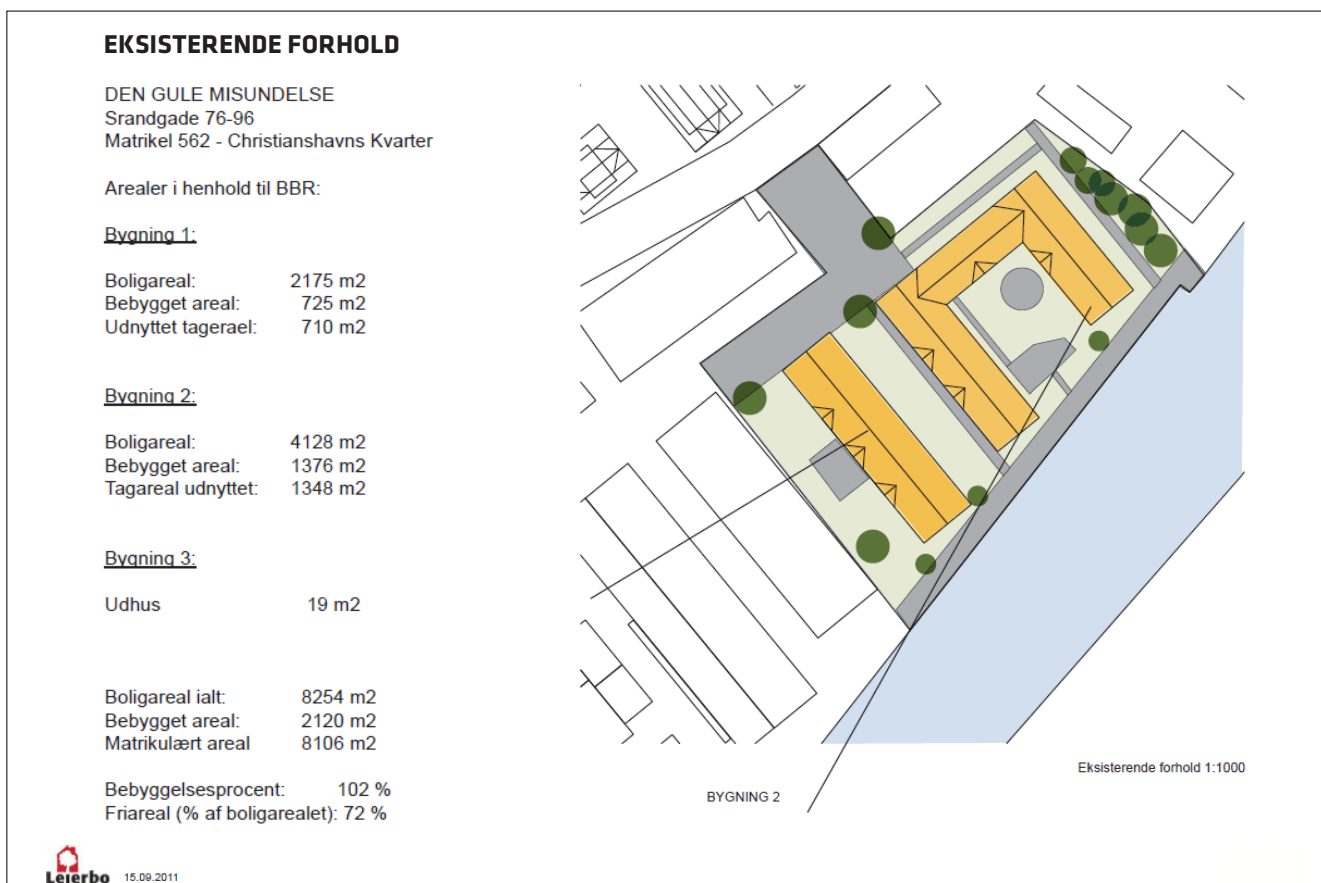 EKSISTERENDE FORHOLD
DEN GULE MISUNDELSE
Srandgade 76-96
Matrikel 562 - Christianshavns Kvarter
Arealer i henhold til BBR:
Bygning 1:
Boligareal: 2175 m2
Bebygget areal: 725 m2
Udnyttet tagerael: 710 m2
Bygning 2:
Boligareal: 4128 m2
Bebygget areal: 1376 m2
Tagareal udnyttet: 1348 m2
Bygning 3:
Udhus 19 m2
Boligareal ialt: 8254 m2
Bebygget areal: 2120 m2
Matrikulært areal 8106 m2
Bebyggelsesprocent: 102 %
Friareal (% af boligarealet): 72 %
BYGNING 2
Eksisterende forhold 1:1000
Lejerbo 15.09.2011